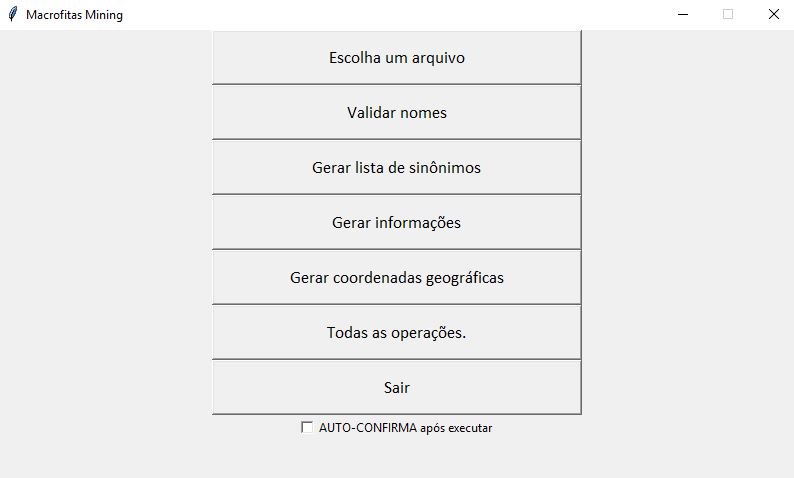 Macrofitas Mining
Escolha um arquivo
Validar nomes
Gerar lista de sinônimos
Gerar informações
Gerar coordenadas geográficas
Todas as operações.
Sair
AUTO-CONFIRMA após executar